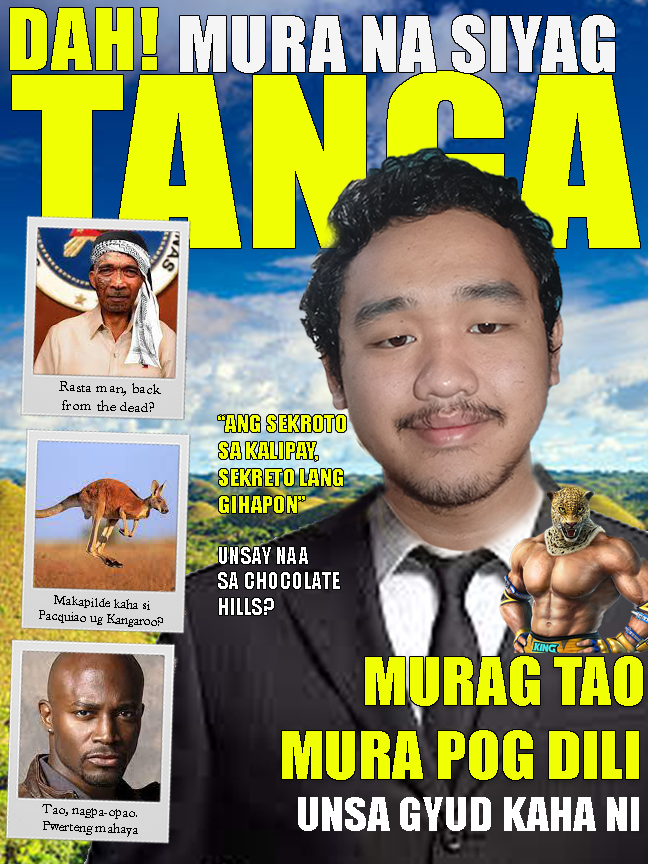 DAH! MURA NA SIYAG
TANGA
NAS
Rasta man, back
from the dead?
"ANG SEKROTO
SA KALIPAY,
SEKRETO LANG
GIHAPON"
Makapilde kaha si
Pacquiao ug Kangaroo?
UNSAY NAA
SA CHOCOLATE
HILLS?
KING
Tao, nagpa-opao.
Pwerteng mahaya
MURAG TAO
MURA POG DILI
UNSA GYUD KAHA NI